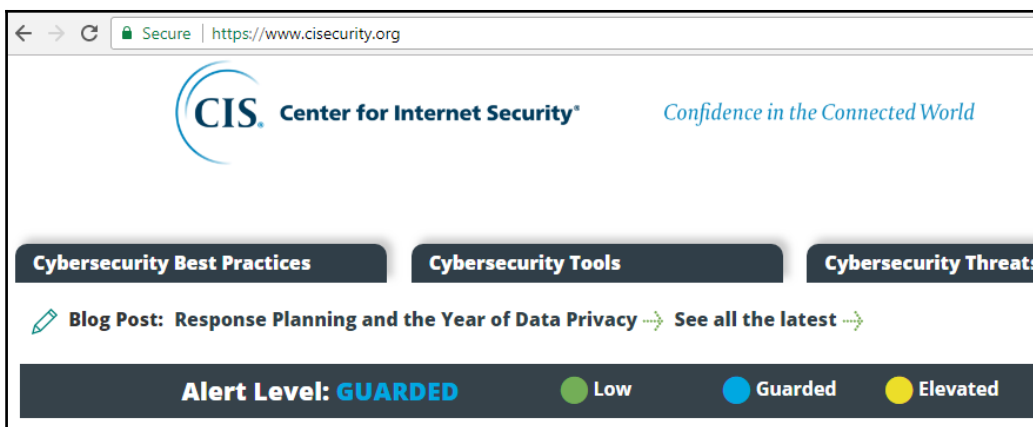 Secure | https://www.cisecurity.org
CIS. Center for Internet Security® Confidence in the Connected World
Cybersecurity Best Practices Cybersecurity Tools Cybersecurity Threats
Blog Post: Response Planning and the Year of Data Privacy See all the latest
Alert Level: GUARDED Low Guarded Elevated